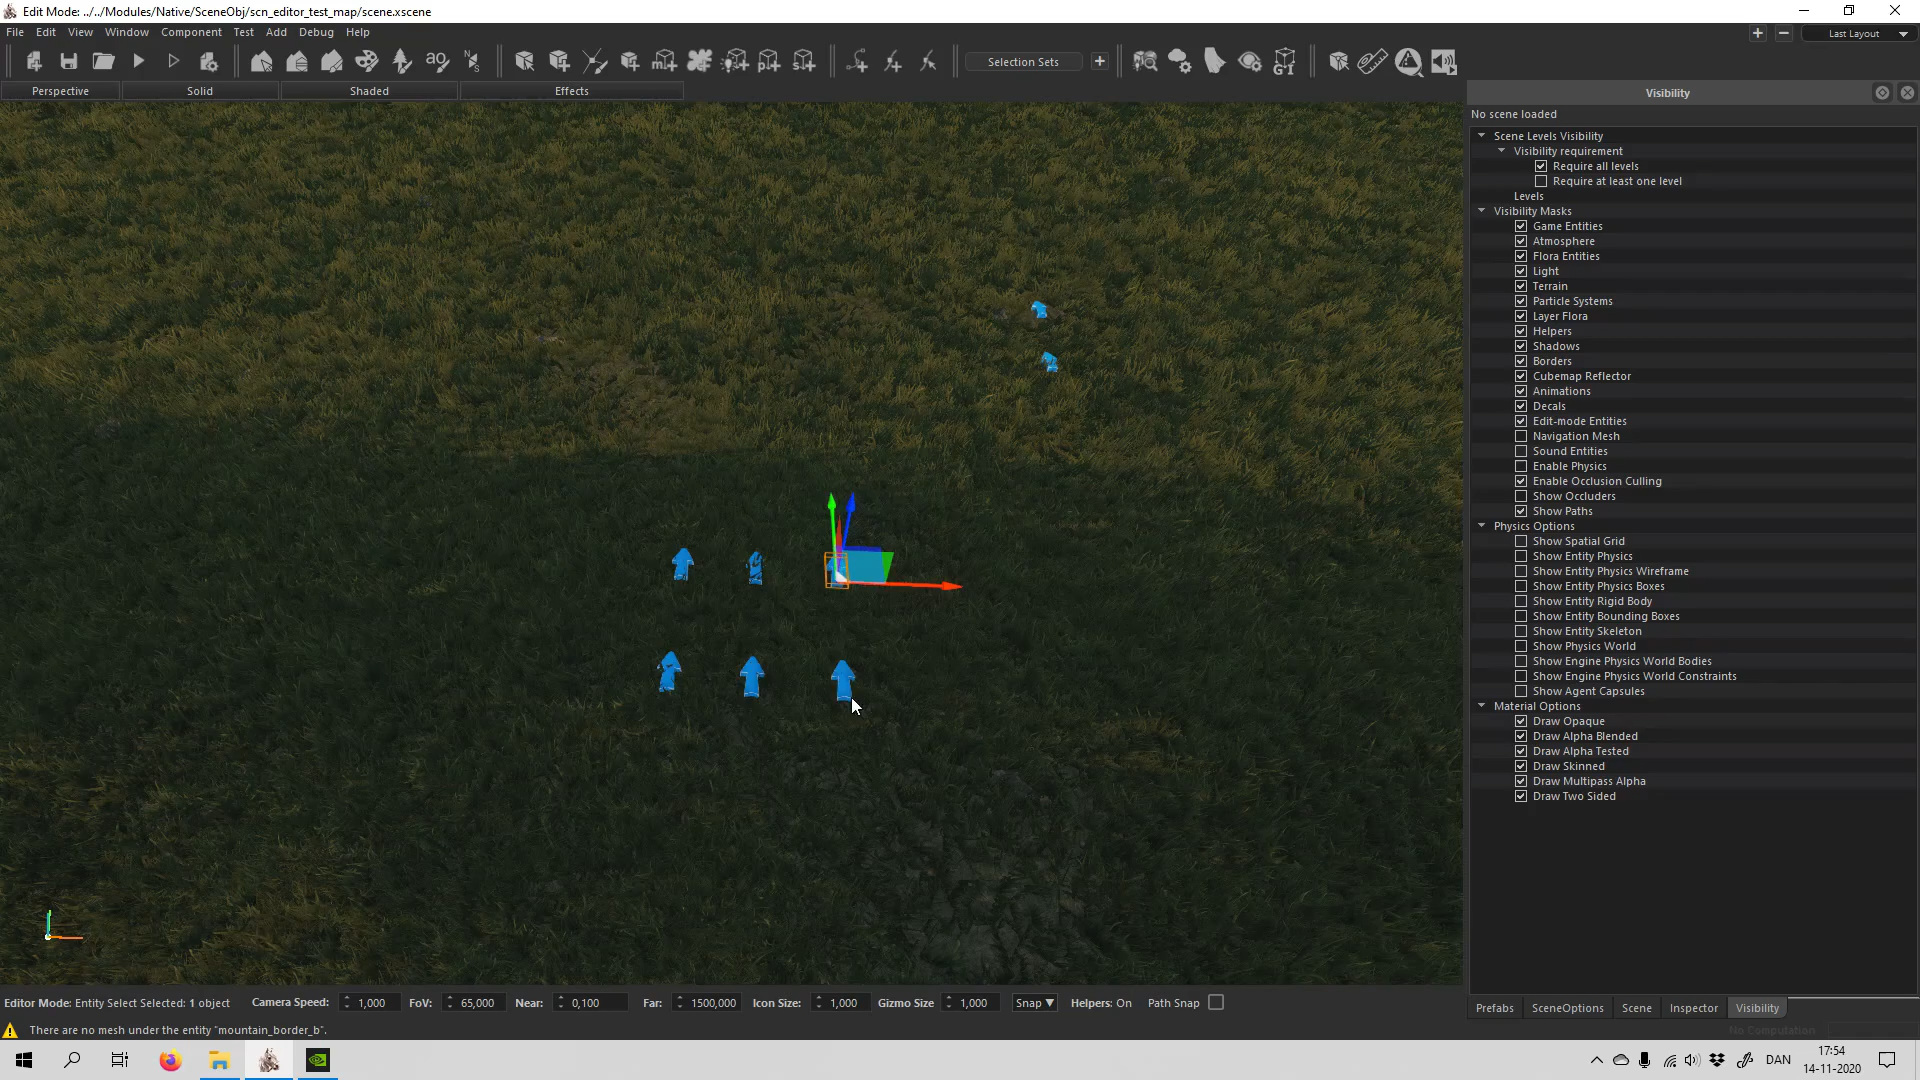 Edit Mode: ../../Modules/Native/SceneObj/scn_editor_test_map/scene.xscene
File Edit View Window Component Test Add Debug Help
Last Layout
ao
Selection Sets
GI
Perspective Solid Shaded Effects
Visibility
No scene loaded
Scene Levels Visibility
Visibility requirement
Require all levels
Require at least one level
Levels
Visibility Masks
Game Entities
Atmosphere
Flora Entities
Light
Terrain
Particle Systems
Layer Flora
Helpers
Shadows
Borders
Cubemap Reflector
Animations
Decals
Edit-mode Entities
Navigation Mesh
Sound Entities
Enable Physics
Enable Occlusion Culling
Show Occluders
Show Paths
Physics Options
Show Spatial Grid
Show Entity Physics
Show Entity Physics Wireframe
Show Entity Physics Boxes
Show Entity Rigid Body
Show Entity Bounding Boxes
Show Entity Skeleton
Show Physics World
Show Engine Physics World Bodies
Show Engine Physics World Constraints
Show Agent Capsules
Material Options
Draw Opaque
Draw Alpha Blended
Draw Alpha Tested
Draw Skinned
Draw Multipass Alpha
Draw Two Sided
Editor Mode: Entity Select Selected: 1 object Camera Speed: 1,000 FoV: 65,000 Near: 0,100 Far: 1500,000 Icon Size: 1,000 Gizmo Size 1,000 Snap Helpers: On Path Snap
Prefabs SceneOptions Scene Inspector Visibility
There are no mesh under the entity "mountain_border_b".
No Computation
DAN
17:54
14-11-2020